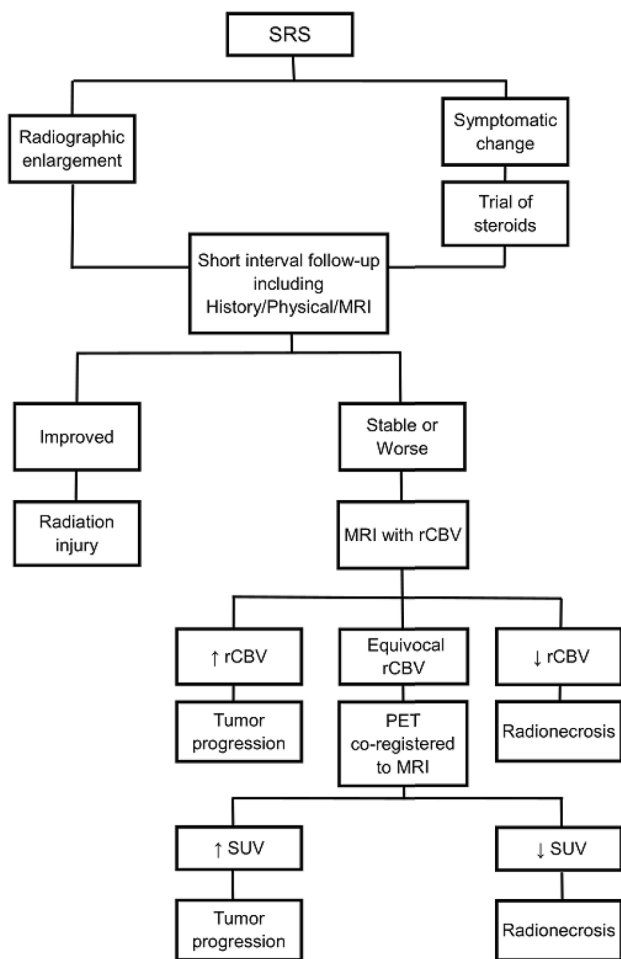 SRS
Radiographic
enlargement
Symptomatic
change
Trial of
steroids
Short interval follow-up
including
History/Physical/MRI
Improved
Stable or
Worse
Radiation
injury
MRI with rCBV
↑ rCBV
Equivocal
rCBV
↓ rCBV
Tumor
progression
PET
co-registered
to MRI
Radionecrosis
↑ SUV
↓ SUV
Tumor
progression
Radionecrosis